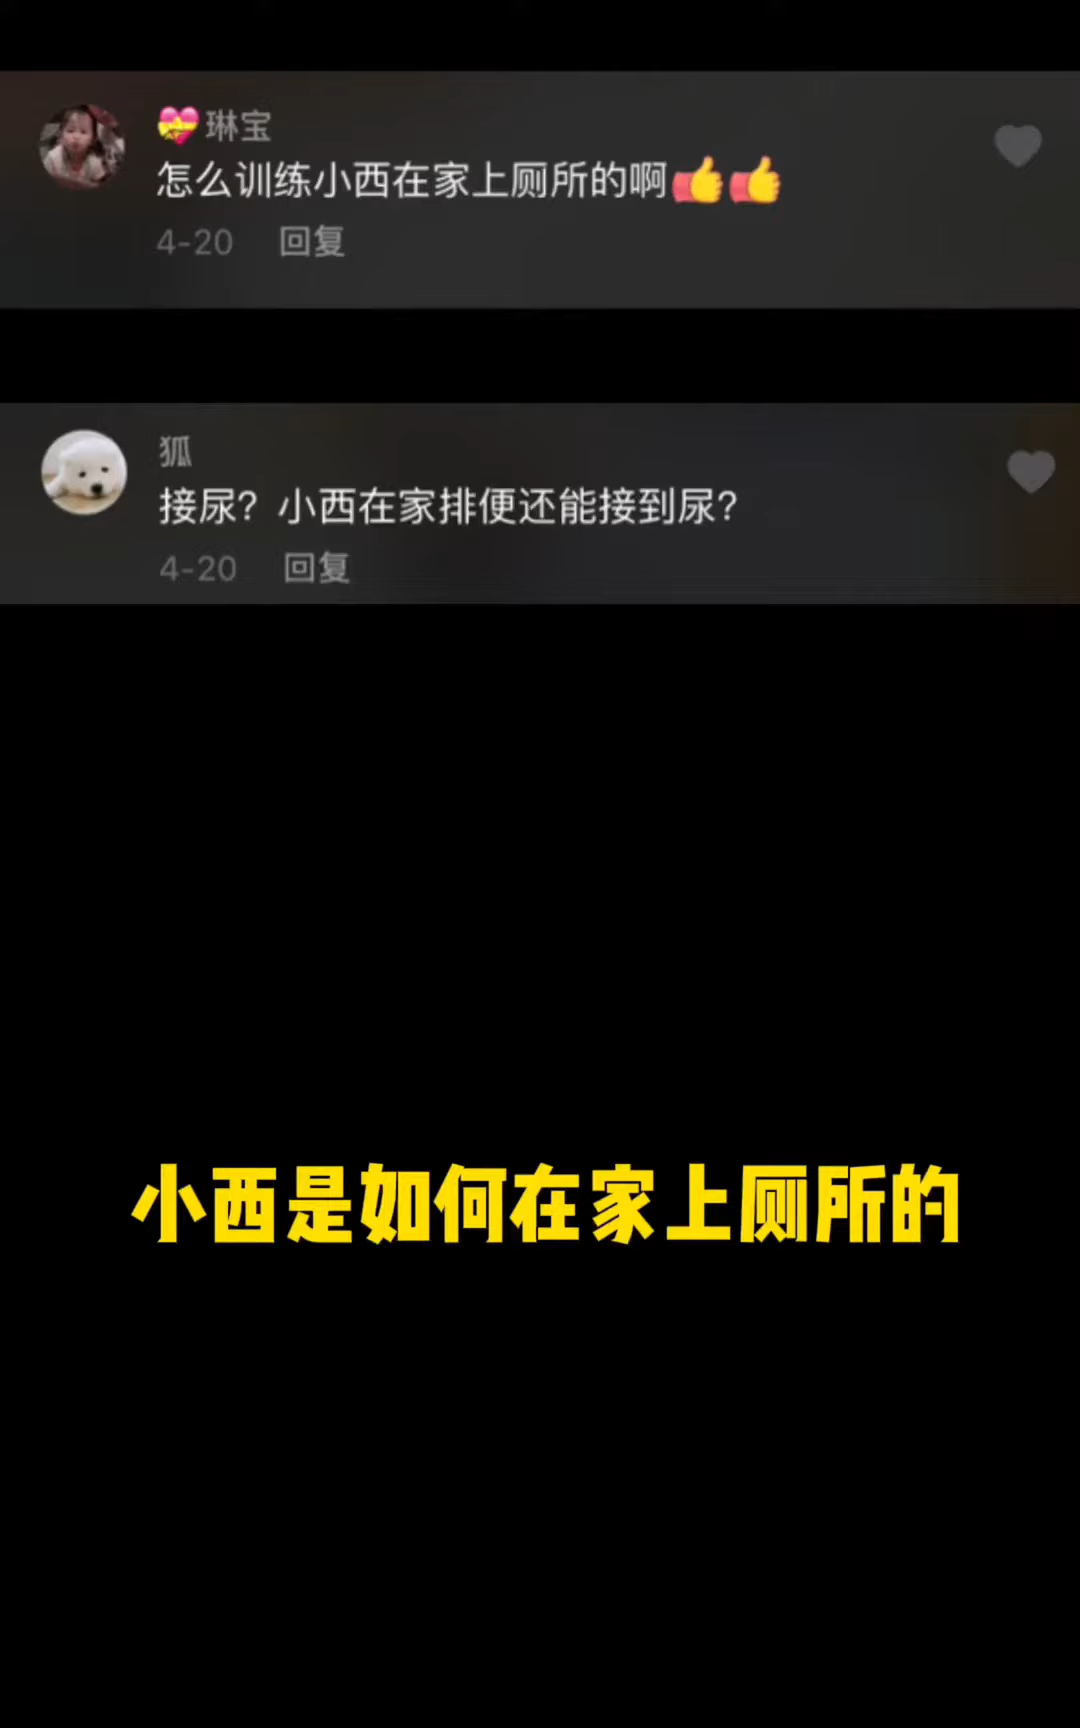 💝琳宝
怎么训练小西在家上厕所的啊👍👍
4-20 回复
狐
接尿？小西在家排便还能接到尿？
4-20 回复
小西是如何在家上厕所的